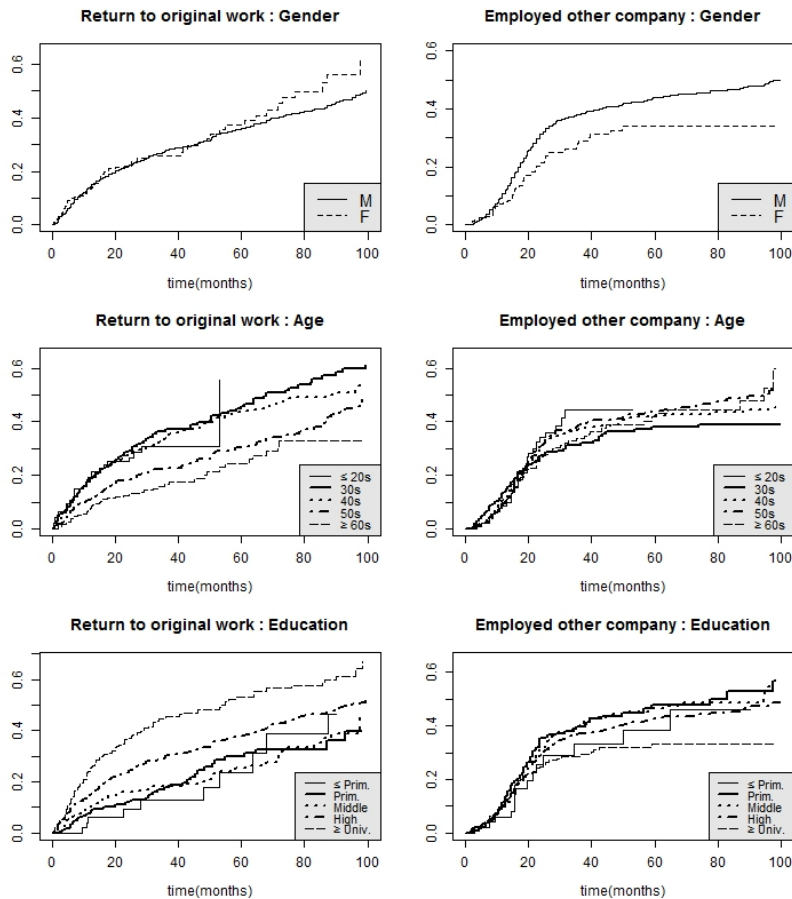 Return to original work : Gender
0.6
0.4
0.2
0.0
M
F
0 20 40 60 80 100
time(months)
Employed other company : Gender
0.6
0.4
0.2
0.0
M
F
0 20 40 60 80 100
time(months)
Return to original work : Age
0.6
0.4
0.2
0.0
≤ 20s
30s
40s
50s
≥ 60s
0 20 40 60 80 100
time(months)
Employed other company : Age
0.6
0.4
0.2
0.0
≤ 20s
30s
40s
50s
≥ 60s
0 20 40 60 80 100
time(months)
Return to original work : Education
0.6
0.4
0.2
0.0
≤ Prim.
Prim.
Middle
High
≥ Univ.
0 20 40 60 80 100
time(months)
Employed other company : Education
0.6
0.4
0.2
0.0
≤ Prim.
Prim.
Middle
High
≥ Univ.
0 20 40 60 80 100
time(months)